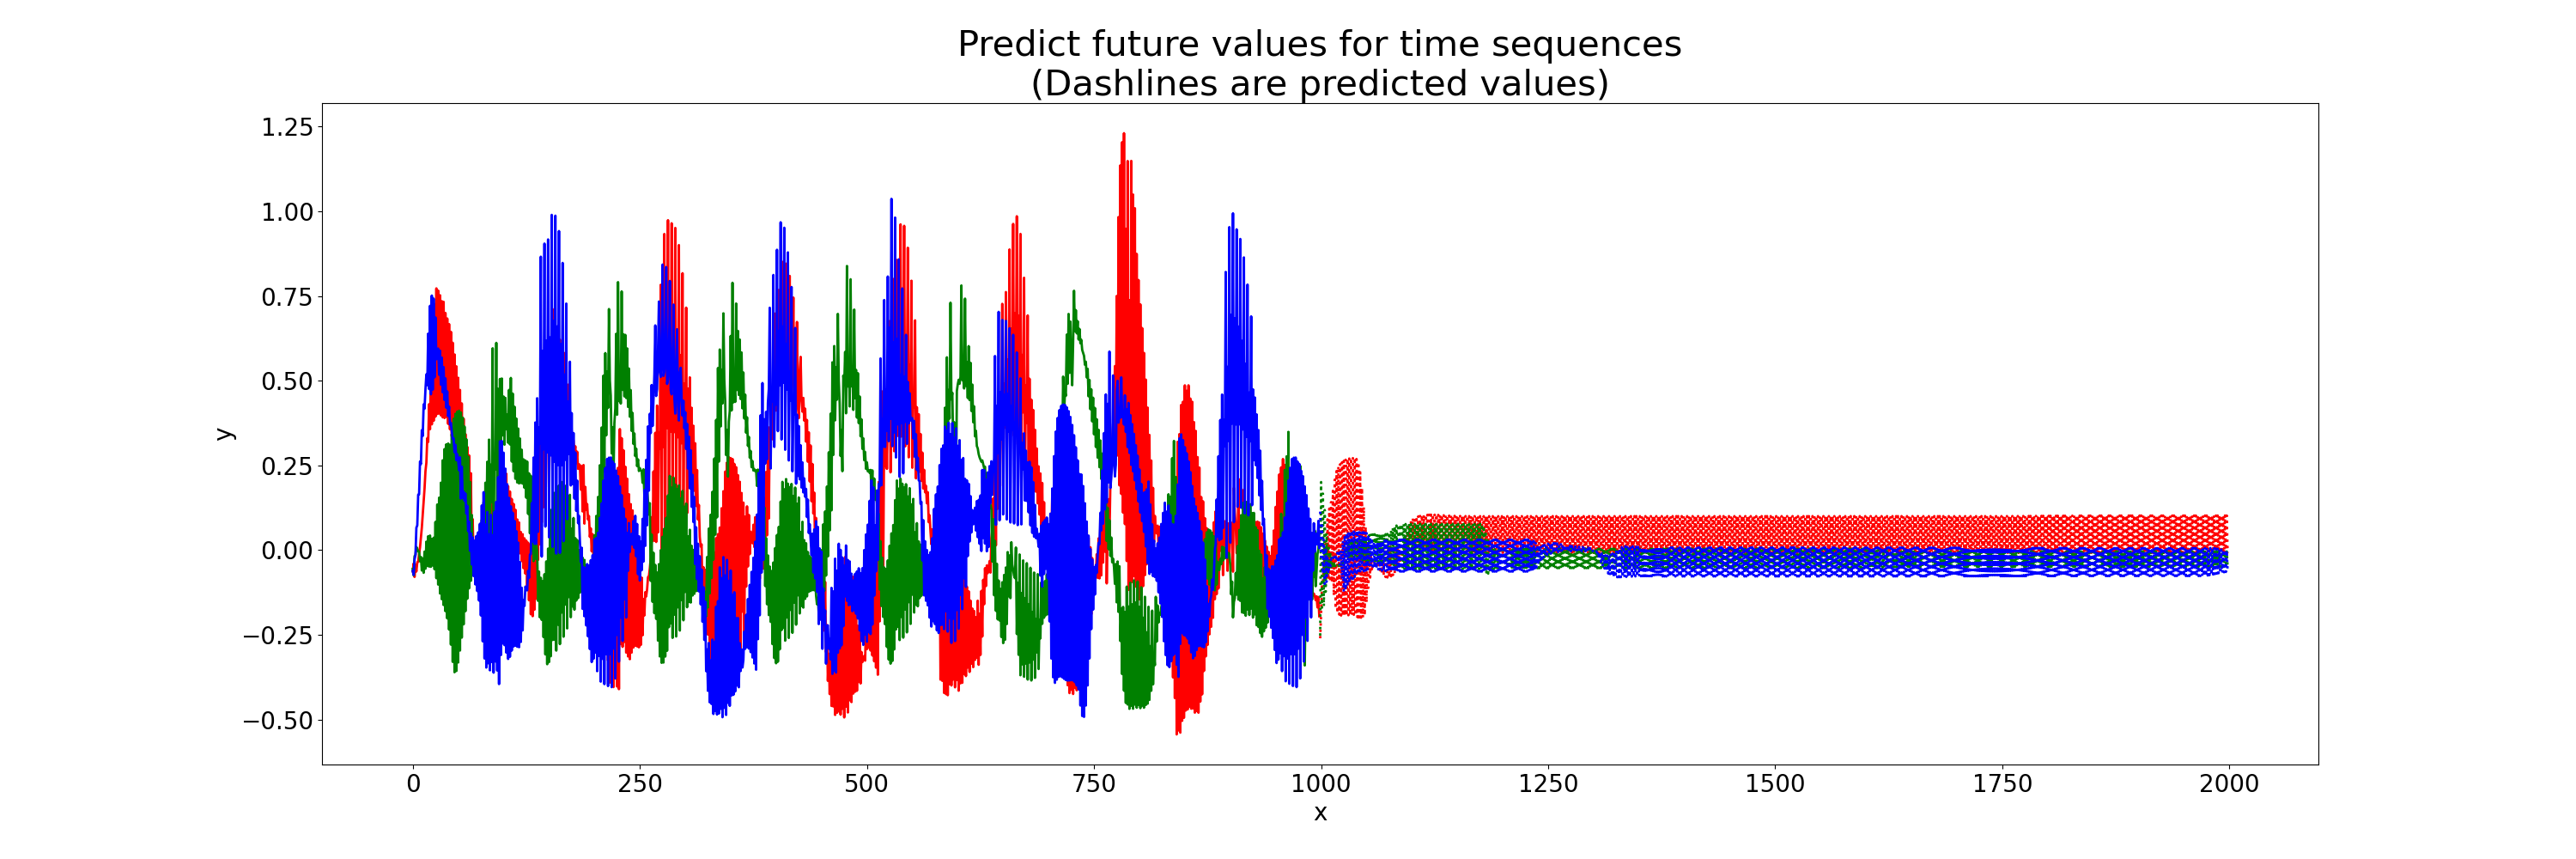 Predict future values for time sequences
(Dashlines are predicted values)
1.25
1.00
0.75
0.50
0.25
0.00
−0.25
−0.50
y
0 250 500 750 1000 1250 1500 1750 2000
x